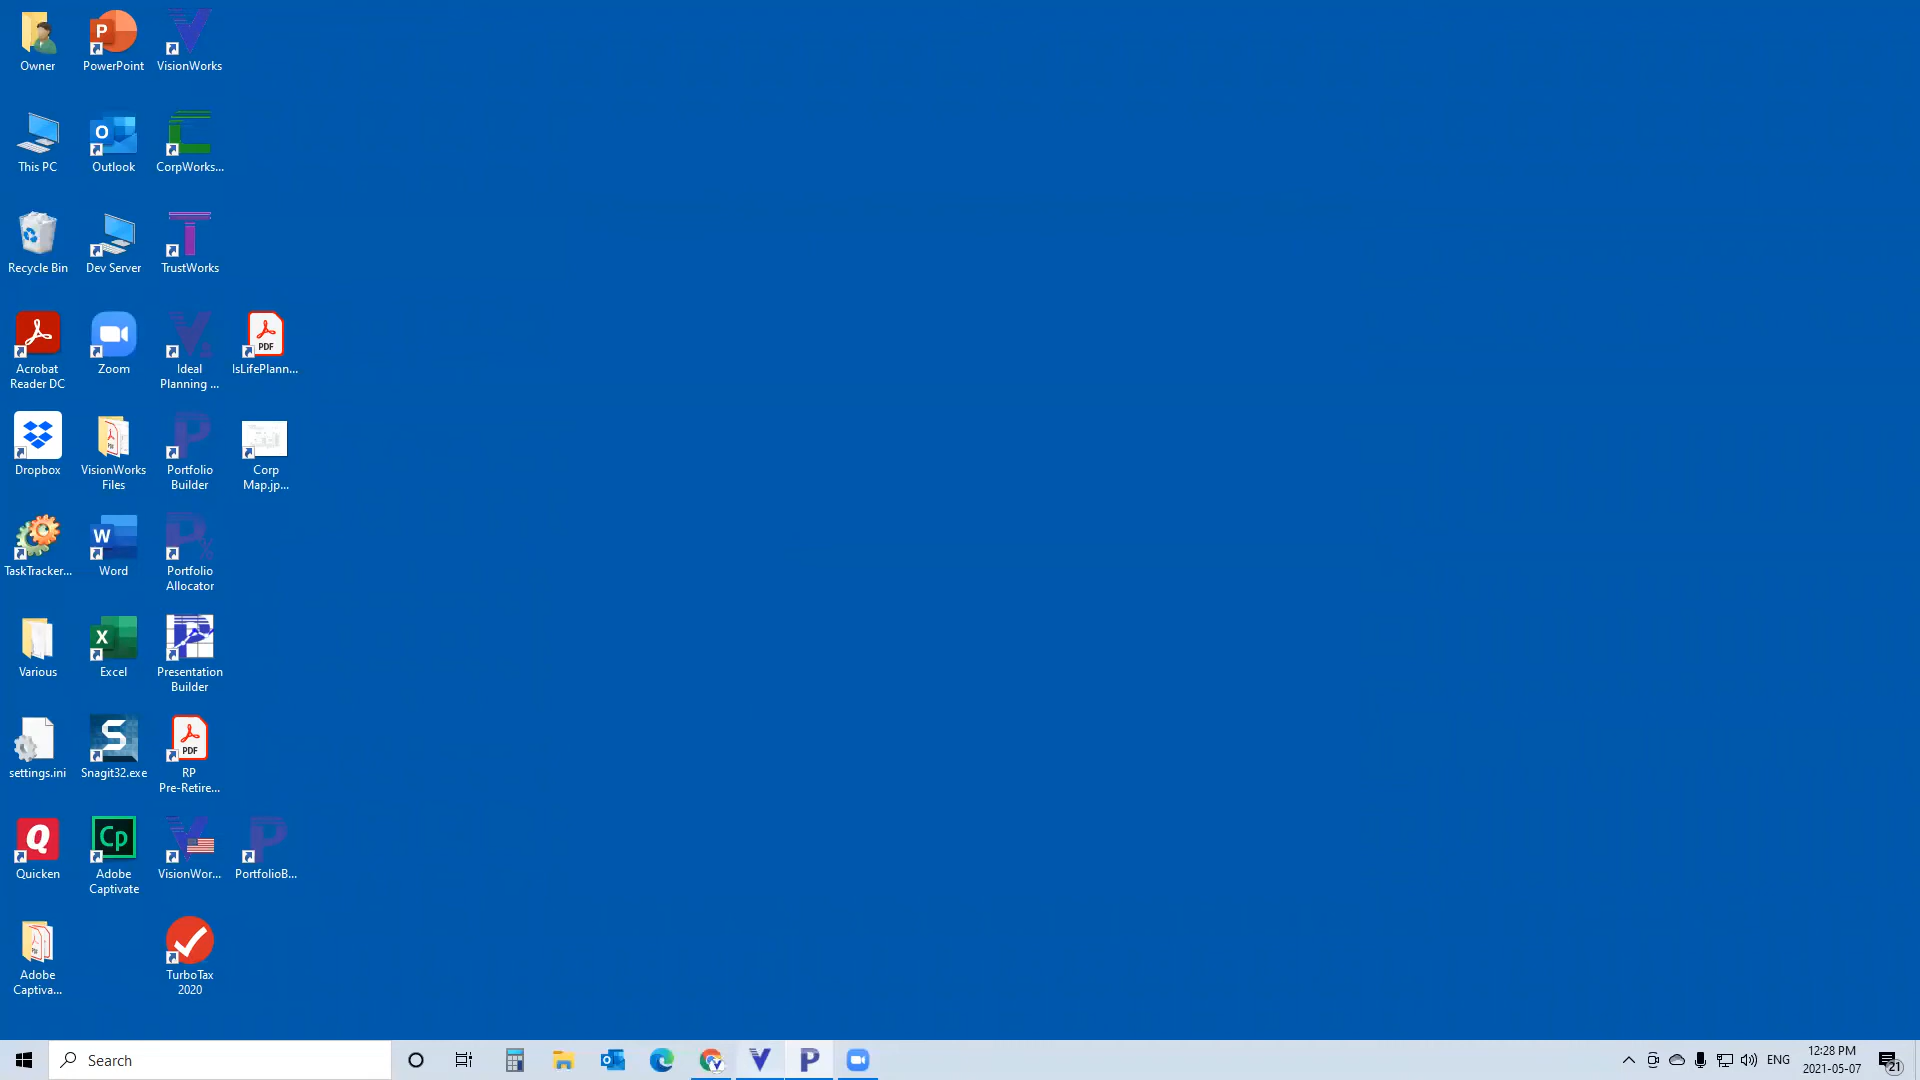 Owner
PowerPoint
VisionWorks
This PC
Outlook
CorpWorks...
Recycle Bin
Dev Server
TrustWorks
Acrobat
Reader DC
Zoom
Ideal
Planning ...
PDF
IsLifePlann...
Dropbox
VisionWorks
Files
Portfolio
Builder
Corp
Map.jp...
TaskTracker...
Word
Portfolio
Allocator
Various
Excel
Presentation
Builder
settings.ini
Snagit32.exe
PDF
RP
Pre-Retire...
Quicken
Cp
Adobe
Captivate
VisionWor...
PortfolioB...
Adobe
Captiva...
TurboTax
2020
Search
ENG
12:28 PM
2021-05-07
21